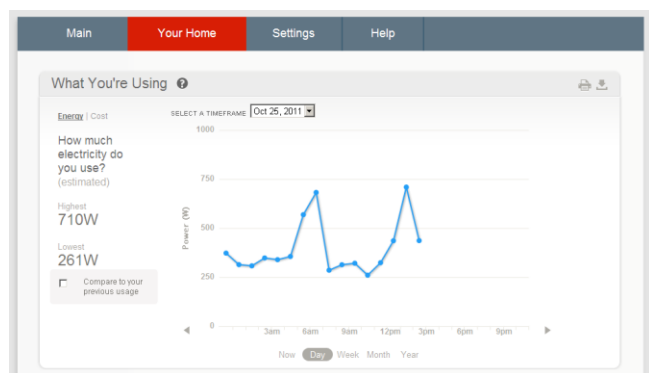 Main Your Home Settings Help
What You're Using ?
Energy | Cost
SELECT A TIMEFRAME Oct 25, 2011
How much
electricity do
you use?
(estimated)
Highest
710W
Lowest
261W
Compare to your
previous usage
Power (W)
1000
750
500
250
0
3am 6am 9am 12pm 3pm 6pm 9pm
Now Day Week Month Year